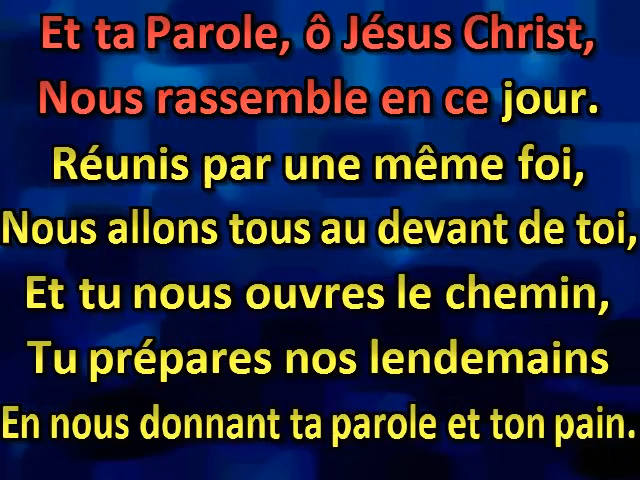 Et ta Parole, ô Jésus Christ,
Nous rassemble en ce jour.
Réunis par une même foi,
Nous allons tous au devant de toi,
Et tu nous ouvres le chemin,
Tu prépares nos lendemains
En nous donnant ta parole et ton pain.